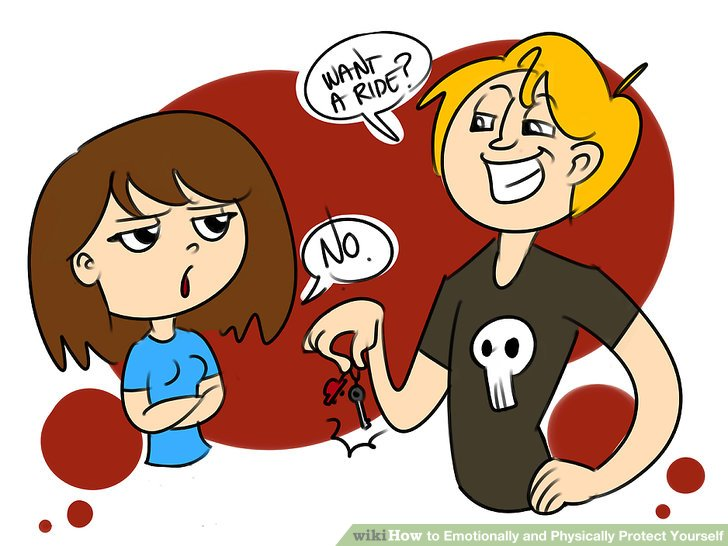 WANT
A RIDE?
NO.
wikiHow to Emotionally and Physically Protect Yourself